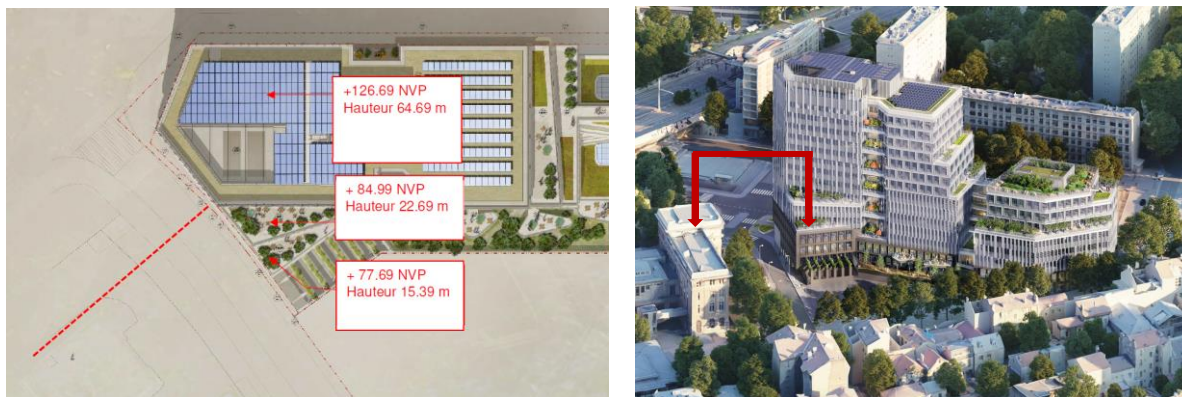 +126.69 NVP
Hauteur 64.69 m
+ 84.99 NVP
Hauteur 22.69 m
+ 77.69 NVP
Hauteur 15.39 m